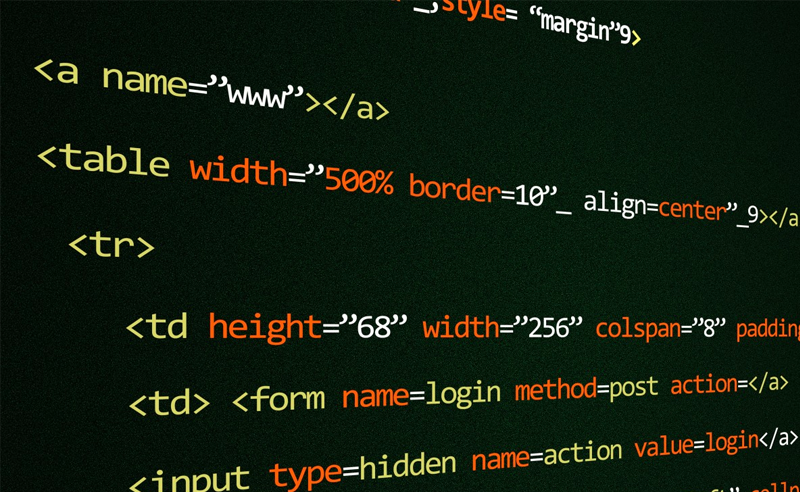 _,style= “margin”9>
<a name=”www”></a>
<table width=”500% border=10”_ align=center”_9></a
<tr>
<td height=”68” width=”256” colspan=”8” padding
<td> <form name=login method=post action=</a>
<input type=hidden name=action value=login</a>